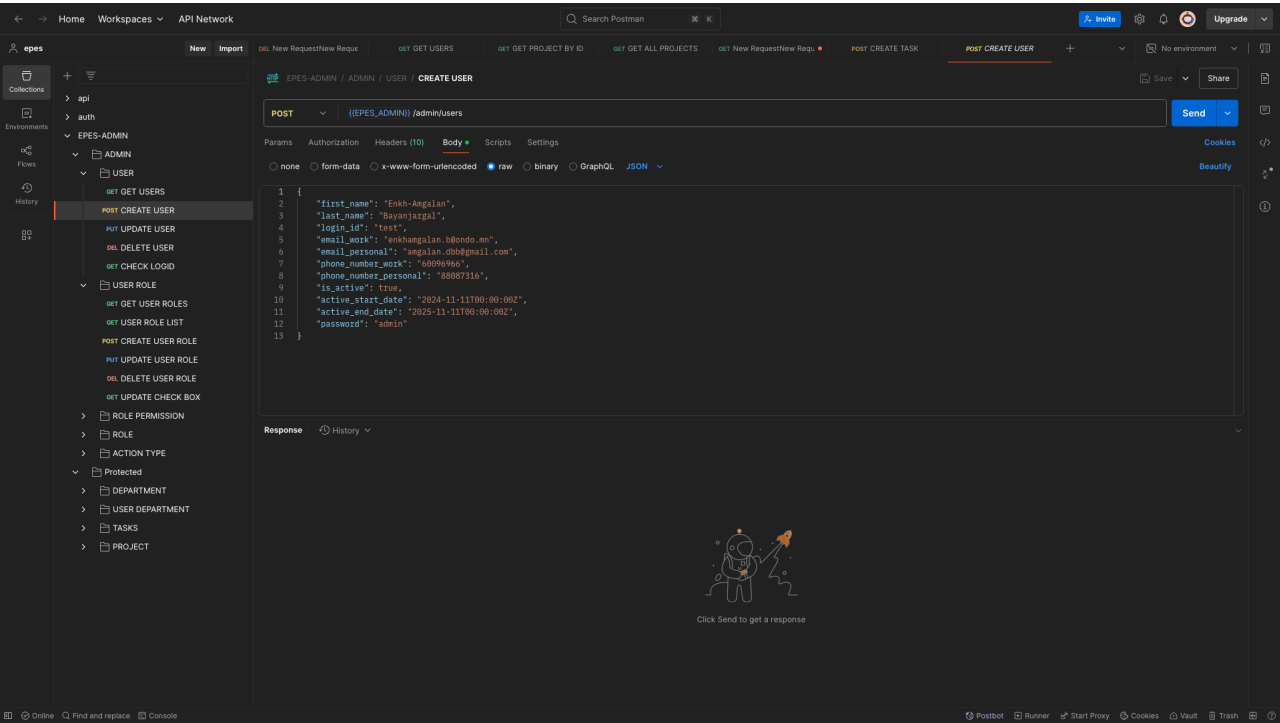 Home Workspaces API Network
Search Postman ⌘ K
Invite
Upgrade
epes
New Import
DEL New RequestNew Reque
GET GET USERS
GET GET PROJECT BY ID
GET GET ALL PROJECTS
GET New RequestNew Requ
POST CREATE TASK
POST CREATE USER
No environment
Collections
Environments
Flows
History
api
auth
EPES-ADMIN
ADMIN
USER
GET GET USERS
POST CREATE USER
PUT UPDATE USER
DEL DELETE USER
GET CHECK LOGID
USER ROLE
GET GET USER ROLES
GET USER ROLE LIST
POST CREATE USER ROLE
PUT UPDATE USER ROLE
DEL DELETE USER ROLE
GET UPDATE CHECK BOX
ROLE PERMISSION
ROLE
ACTION TYPE
Protected
DEPARTMENT
USER DEPARTMENT
TASKS
PROJECT
EPES-ADMIN / ADMIN / USER / CREATE USER
Save
Share
POST {{EPES_ADMIN}} /admin/users
Send
Params Authorization Headers (10) Body Scripts Settings
Cookies
none form-data x-www-form-urlencoded raw binary GraphQL JSON
Beautify
1 {
2 "first_name": "Enkh-Amgalan",
3 "last_name": "Bayanjargal",
4 "login_id": "test",
5 "email_work": "enkhamgalan.b@ondo.mn",
6 "email_personal": "amgalan.dbb@gmail.com",
7 "phone_number_work": "60096966",
8 "phone_number_personal": "88087316",
9 "is_active": true,
10 "active_start_date": "2024-11-11T00:00:00Z",
11 "active_end_date": "2025-11-11T00:00:00Z",
12 "password": "admin"
13 }
Response History
Click Send to get a response
Online Find and replace Console
Postbot Runner Start Proxy Cookies Vault Trash